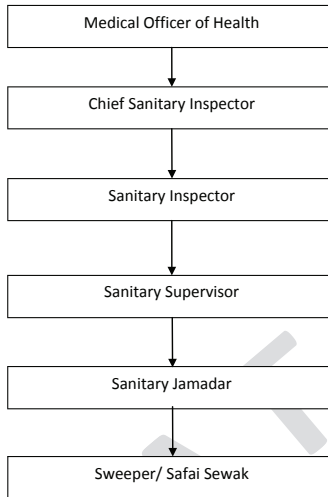 Medical Officer of Health
Chief Sanitary Inspector
Sanitary Inspector
Sanitary Supervisor
Sanitary Jamadar
Sweeper/ Safai Sewak